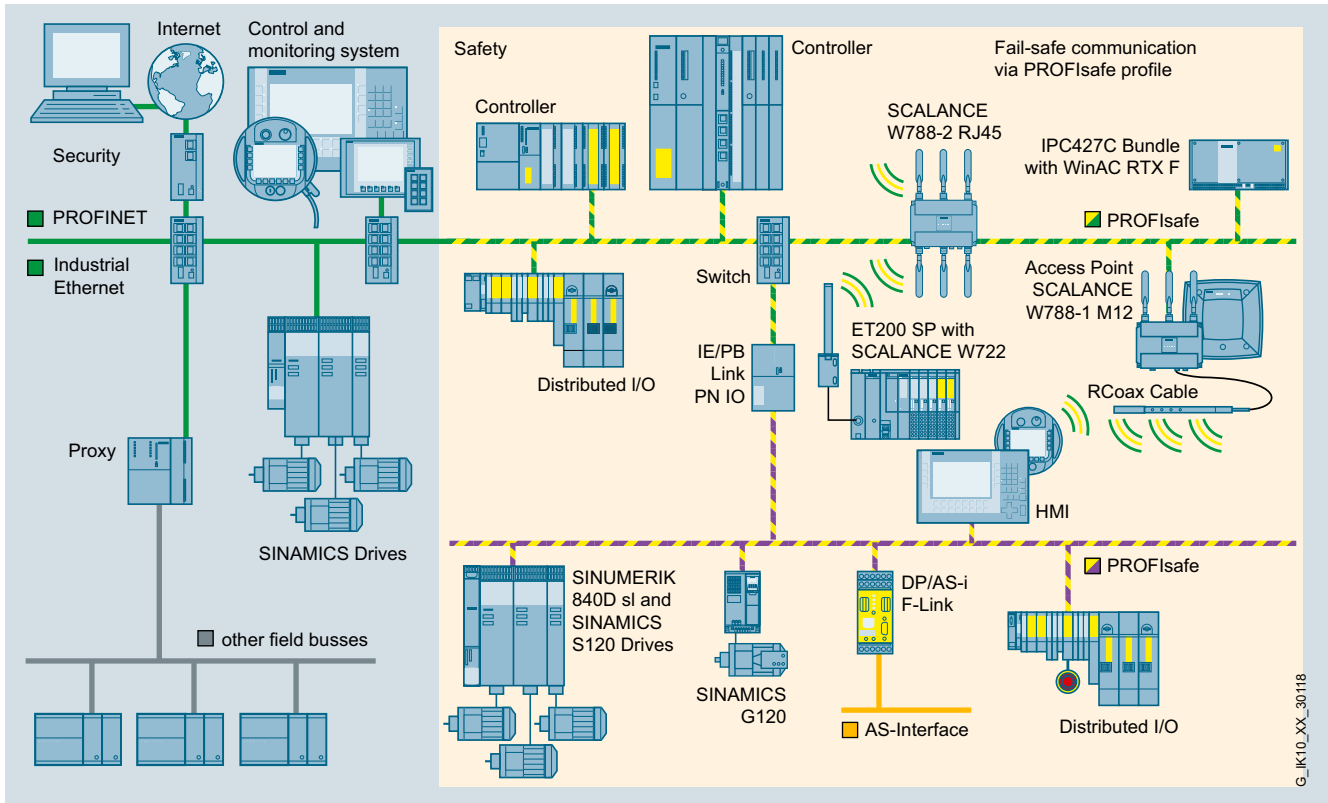 Internet
Control and
monitoring system
Safety
Controller
Fail-safe communication
via PROFIsafe profile
Controller
SCALANCE
W788-2 RJ45
IPC427C Bundle
with WinAC RTX F
Security
PROFINET
PROFIsafe
Industrial
Ethernet
Switch
Access Point
SCALANCE
W788-1 M12
ET200 SP with
SCALANCE W722
IE/PB
Link
PN IO
Distributed I/O
RCoax Cable
Proxy
HMI
SINAMICS Drives
SINUMERIK
840D sl and
SINAMICS
S120 Drives
DP/AS-i
F-Link
PROFIsafe
other field busses
SINAMICS
G120
AS-Interface
Distributed I/O
G_IK10_XX_30118